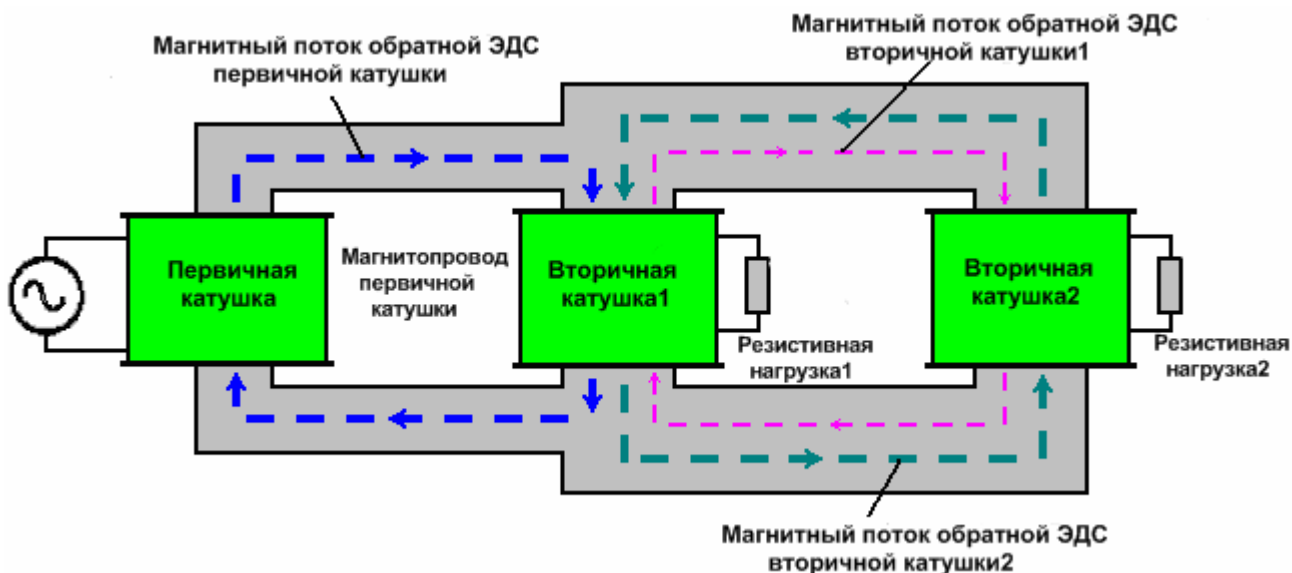 Магнитный поток обратной ЭДС
первичной катушки
Магнитный поток обратной ЭДС
вторичной катушки1
Первичная
катушка
Магнитопровод
первичной
катушки
Вторичная
катушка1
Резистивная
нагрузка1
Вторичная
катушка2
Резистивная
нагрузка2
Магнитный поток обратной ЭДС
вторичной катушки2